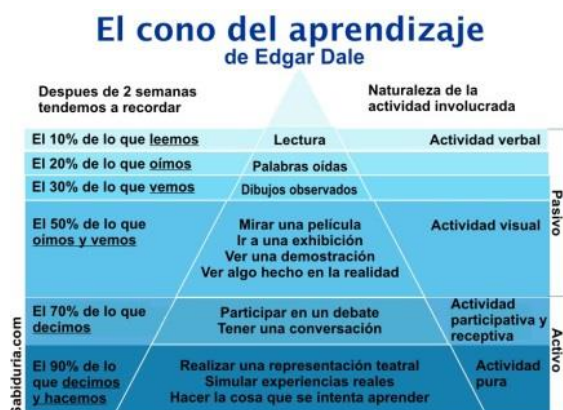 El cono del aprendizaje
de Edgar Dale
Despues de 2 semanas
tendemos a recordar
Naturaleza de la
actividad involucrada
El 10% de lo que leemos
Lectura
Actividad verbal
El 20% de lo que oímos
Palabras oídas
El 30% de lo que vemos
Dibujos observados
El 50% de lo que
oímos y vemos
Mirar una película
Ir a una exhibición
Ver una demostración
Ver algo hecho en la realidad
Actividad visual
Pasivo
El 70% de lo que
decimos
Participar en un debate
Tener una conversación
Actividad
participativa y
receptiva
El 90% de lo
que decimos
y hacemos
Realizar una representación teatral
Simular experiencias reales
Hacer la cosa que se intenta aprender
Actividad
pura
Activo
Sabiduria.com